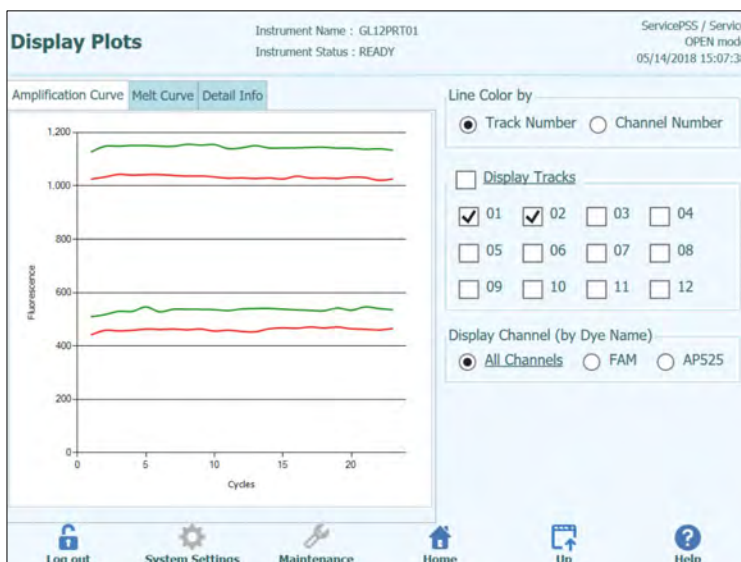 Display Plots
Instrument Name : GL12PRT01
Instrument Status : READY
ServicePSS / Service
OPEN mode
05/14/2018 15:07:38
Amplification Curve Melt Curve Detail Info
1,200
1,000
800
600
400
200
0
Fluorescence
0 5 10 15 20
Cycles
Line Color by
Track Number Channel Number
Display Tracks
01 02 03 04
05 06 07 08
09 10 11 12
Display Channel (by Dye Name)
All Channels FAM AP525
Log out System Settings Maintenance Home Up Help